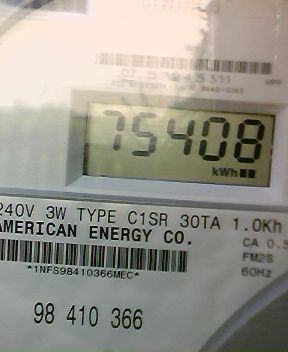 75408
kWh
240V 3W TYPE C1SR 30TA 1.0Kh
AMERICAN ENERGY CO.
CA 0.5
*1NFS98410366MEC*
FM2S
60Hz
98 410 366